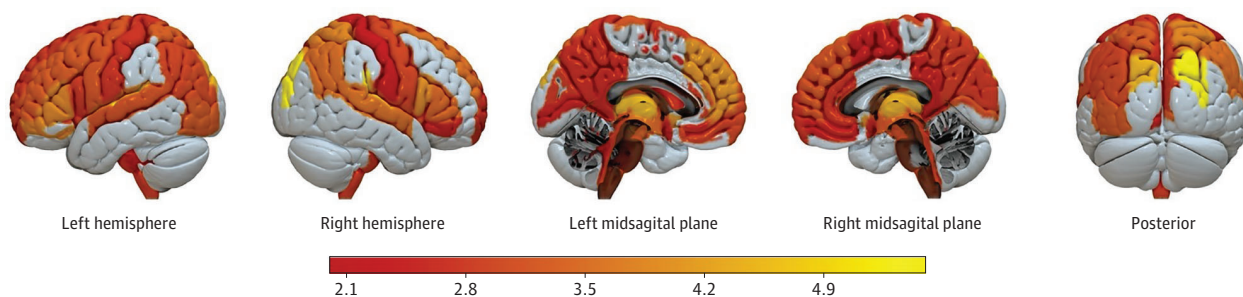 Left hemisphere
Right hemisphere
Left midsagital plane
Right midsagital plane
Posterior
2.1
2.8
3.5
4.2
4.9